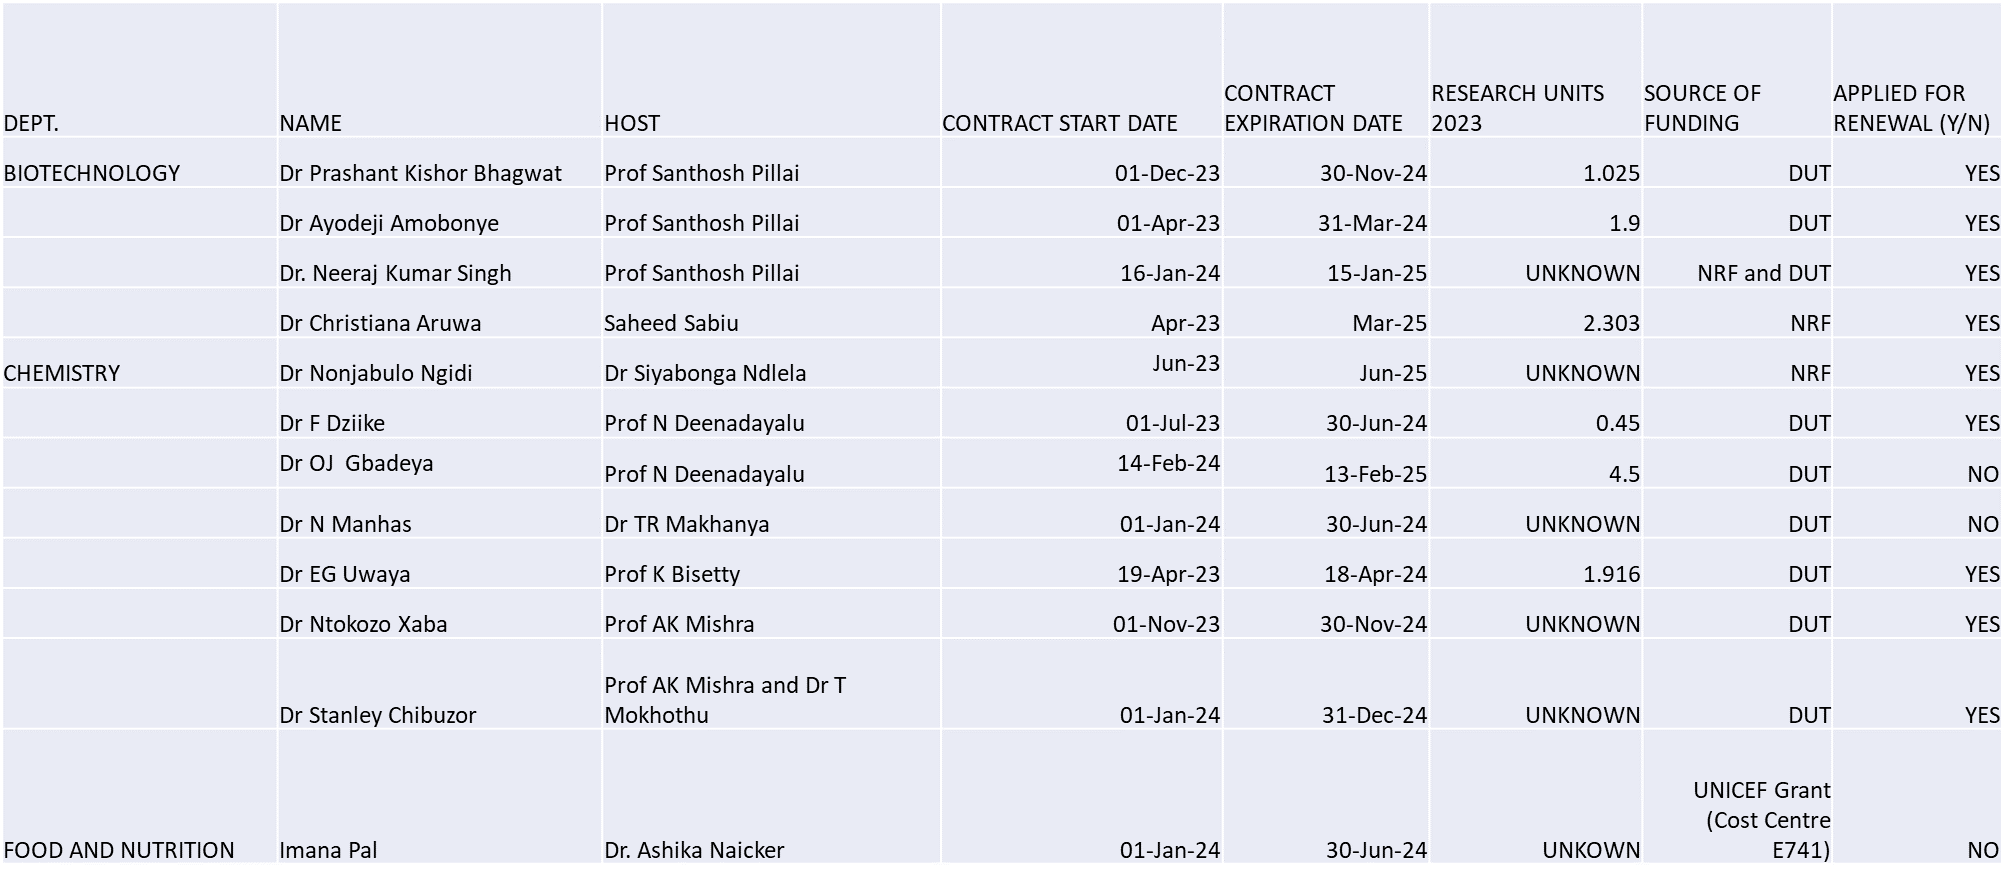 DEPT. NAME HOST CONTRACT START DATE CONTRACT EXPIRATION DATE RESEARCH UNITS 2023 SOURCE OF FUNDING APPLIED FOR RENEWAL (Y/N)
BIOTECHNOLOGY Dr Prashant Kishor Bhagwat Prof Santhosh Pillai 01-Dec-23 30-Nov-24 1.025 DUT YES
Dr Ayodeji Amobonye Prof Santhosh Pillai 01-Apr-23 31-Mar-24 1.9 DUT YES
Dr. Neeraj Kumar Singh Prof Santhosh Pillai 16-Jan-24 15-Jan-25 UNKNOWN NRF and DUT YES
Dr Christiana Aruwa Saheed Sabiu Apr-23 Mar-25 2.303 NRF YES
CHEMISTRY Dr Nonjabulo Ngidi Dr Siyabonga Ndlela Jun-23 Jun-25 UNKNOWN NRF YES
Dr F Dziike Prof N Deenadayalu 01-Jul-23 30-Jun-24 0.45 DUT YES
Dr OJ  Gbadeya Prof N Deenadayalu 14-Feb-24 13-Feb-25 4.5 DUT NO
Dr N Manhas Dr TR Makhanya 01-Jan-24 30-Jun-24 UNKNOWN DUT NO
Dr EG Uwaya Prof K Bisetty 19-Apr-23 18-Apr-24 1.916 DUT YES
Dr Ntokozo Xaba Prof AK Mishra 01-Nov-23 30-Nov-24 UNKNOWN DUT YES
Dr Stanley Chibuzor Prof AK Mishra and Dr T Mokhothu 01-Jan-24 31-Dec-24 UNKNOWN DUT YES
FOOD AND NUTRITION Imana Pal Dr. Ashika Naicker 01-Jan-24 30-Jun-24 UNKOWN UNICEF Grant (Cost Centre E741) NO